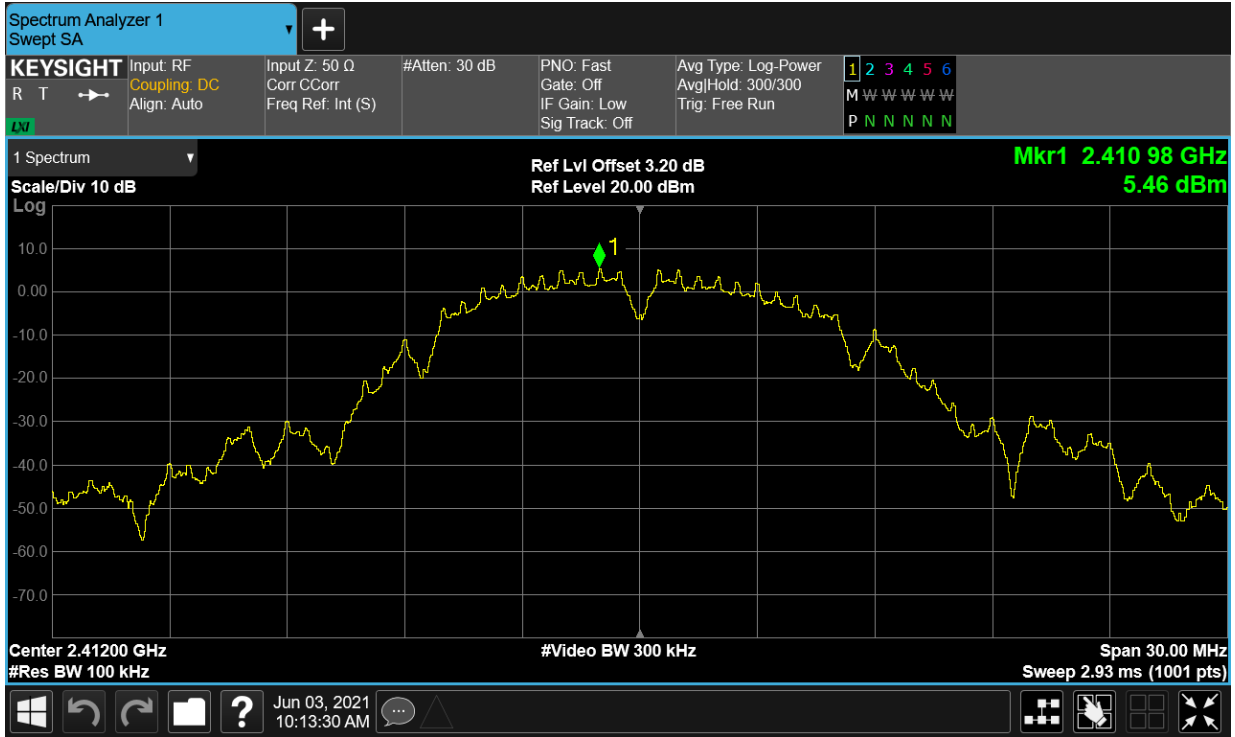 Spectrum Analyzer 1
Swept SA
KEYSIGHT
R T
LXI
Input: RF
Coupling: DC
Align: Auto
Input Z: 50 Ω
Corr CCorr
Freq Ref: Int (S)
#Atten: 30 dB
PNO: Fast
Gate: Off
IF Gain: Low
Sig Track: Off
Avg Type: Log-Power
Avg|Hold: 300/300
Trig: Free Run
1 2 3 4 5 6
M W W W W W
P N N N N N
1 Spectrum
Scale/Div 10 dB
Log
Ref Lvl Offset 3.20 dB
Ref Level 20.00 dBm
Mkr1 2.410 98 GHz
5.46 dBm
1
10.0
0.00
-10.0
-20.0
-30.0
-40.0
-50.0
-60.0
-70.0
Center 2.41200 GHz
#Res BW 100 kHz
#Video BW 300 kHz
Span 30.00 MHz
Sweep 2.93 ms (1001 pts)
?
Jun 03, 2021
10:13:30 AM